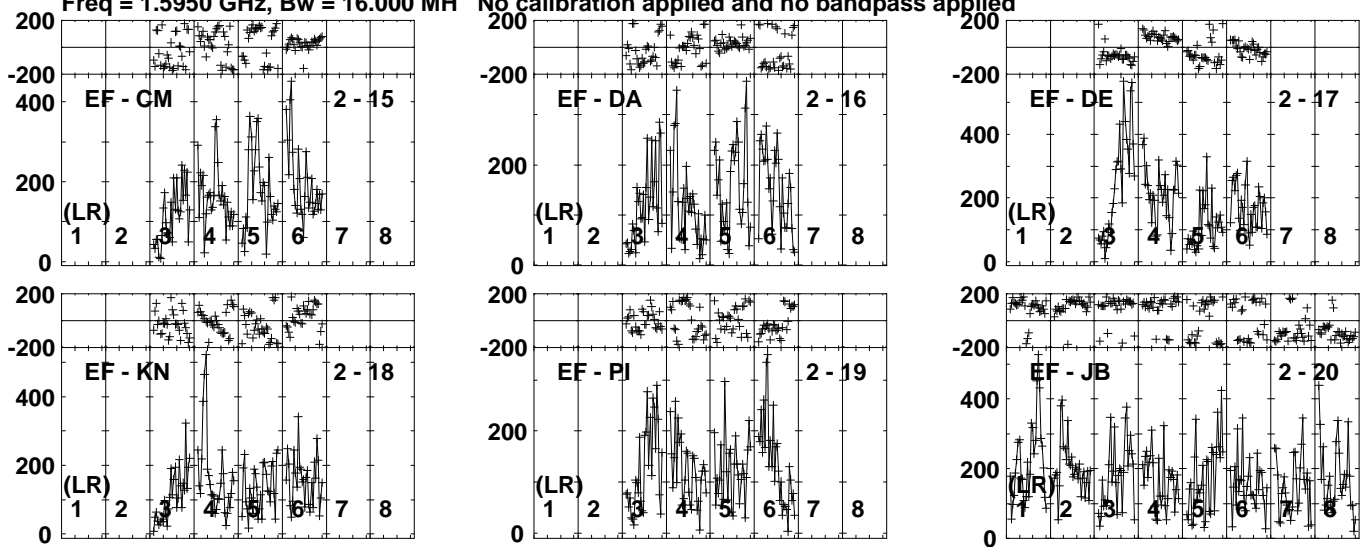 Freq = 1.5950 GHz, Bw = 16.000 MH No calibration applied and no bandpass applied
200
-200
EF - CM 2 - 15
400
200
(LR)
1 2 3 4 5 6 7 8
0
EF - DA 2 - 16
200
(LR)
1 2 3 4 5 6 7 8
0
200
-200
EF - DE 2 - 17
400
200
(LR)
1 2 3 4 5 6 7 8
0
200
-200
EF - KN 2 - 18
400
200
(LR)
1 2 3 4 5 6 7 8
0
EF - PI 2 - 19
200
(LR)
1 2 3 4 5 6 7 8
0
200
-200
EF - JB 2 - 20
400
200
(LR)
1 2 3 4 5 6 7 8
0